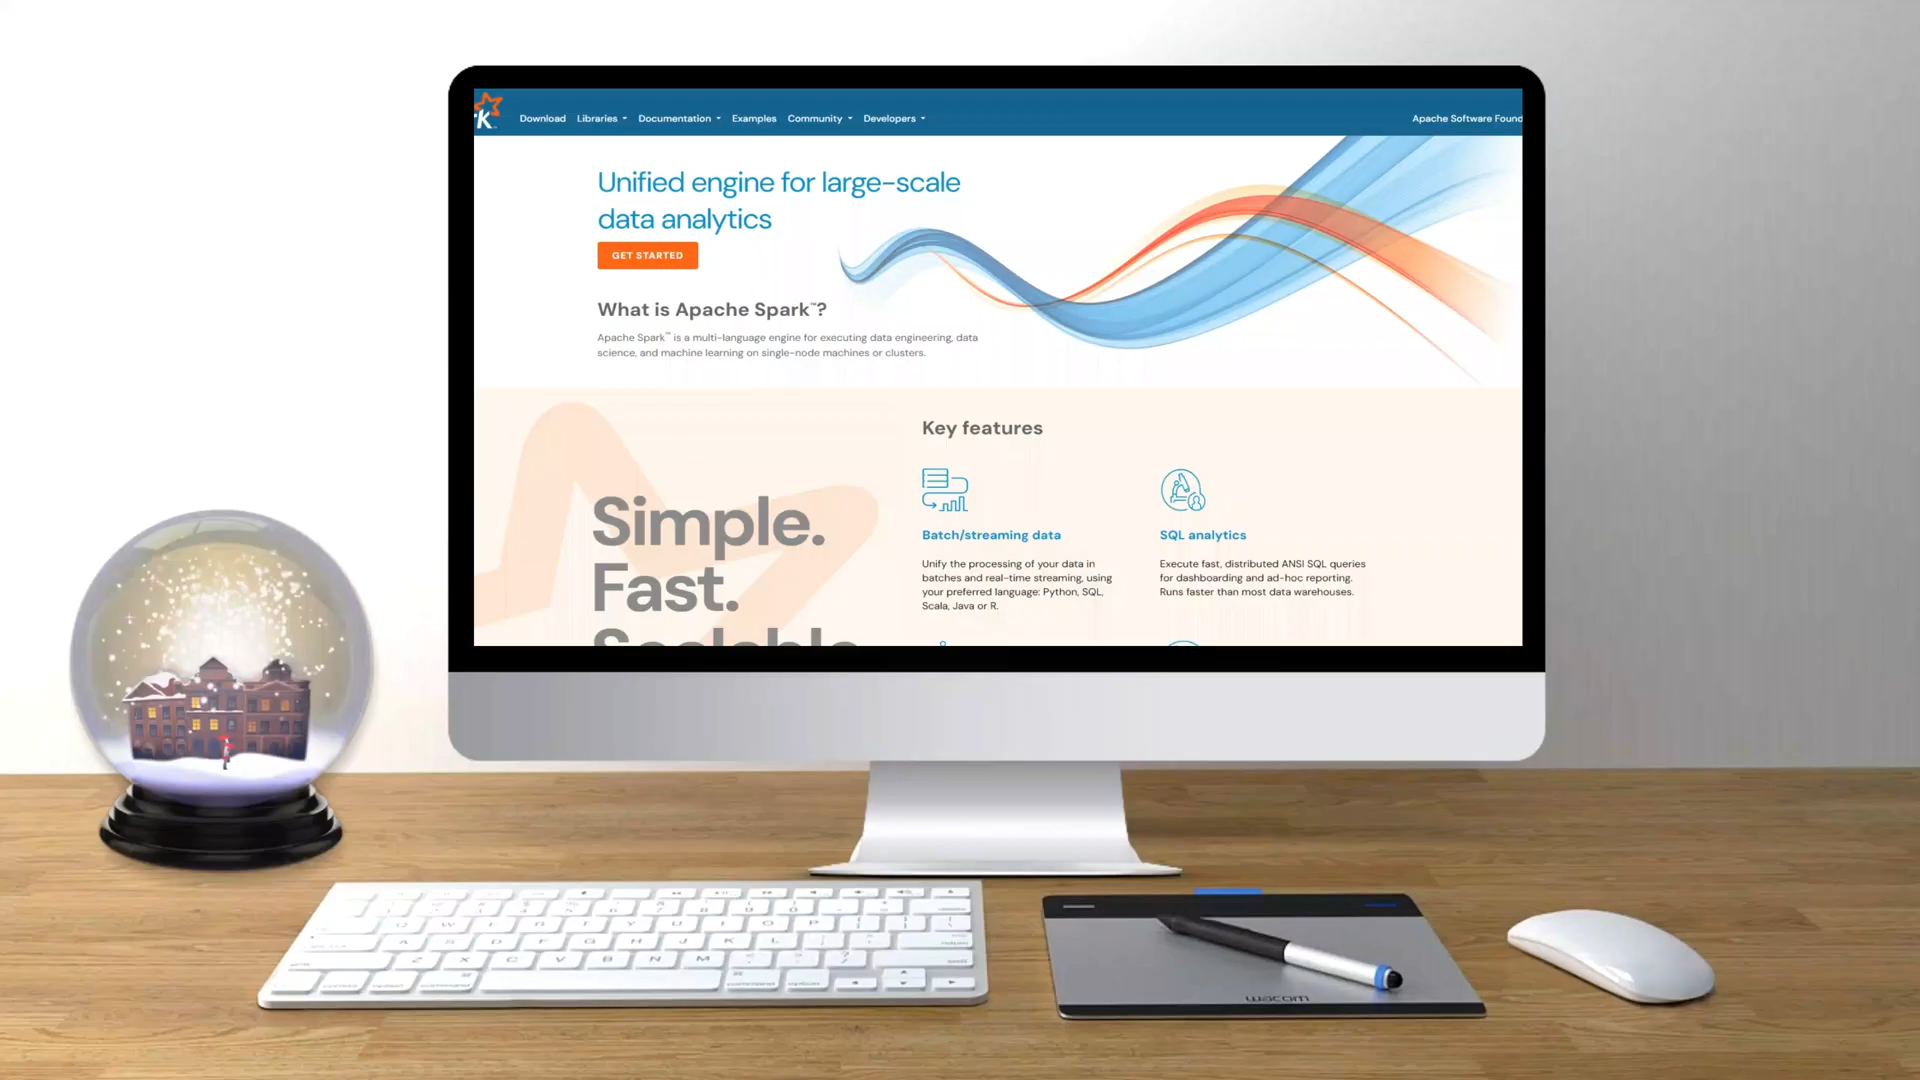 k
Download Libraries Documentation Examples Community Developers Apache Software Found
Unified engine for large-scale
data analytics
GET STARTED
What is Apache Spark™?
Apache Spark™ is a multi-language engine for executing data engineering, data
science, and machine learning on single-node machines or clusters.
Key features
Simple.
Fast.
Scalable
Batch/streaming data
Unify the processing of your data in
batches and real-time streaming, using
your preferred language: Python, SQL,
Scala, Java or R.
SQL analytics
Execute fast, distributed ANSI SQL queries
for dashboarding and ad-hoc reporting.
Runs faster than most data warehouses.
wacom